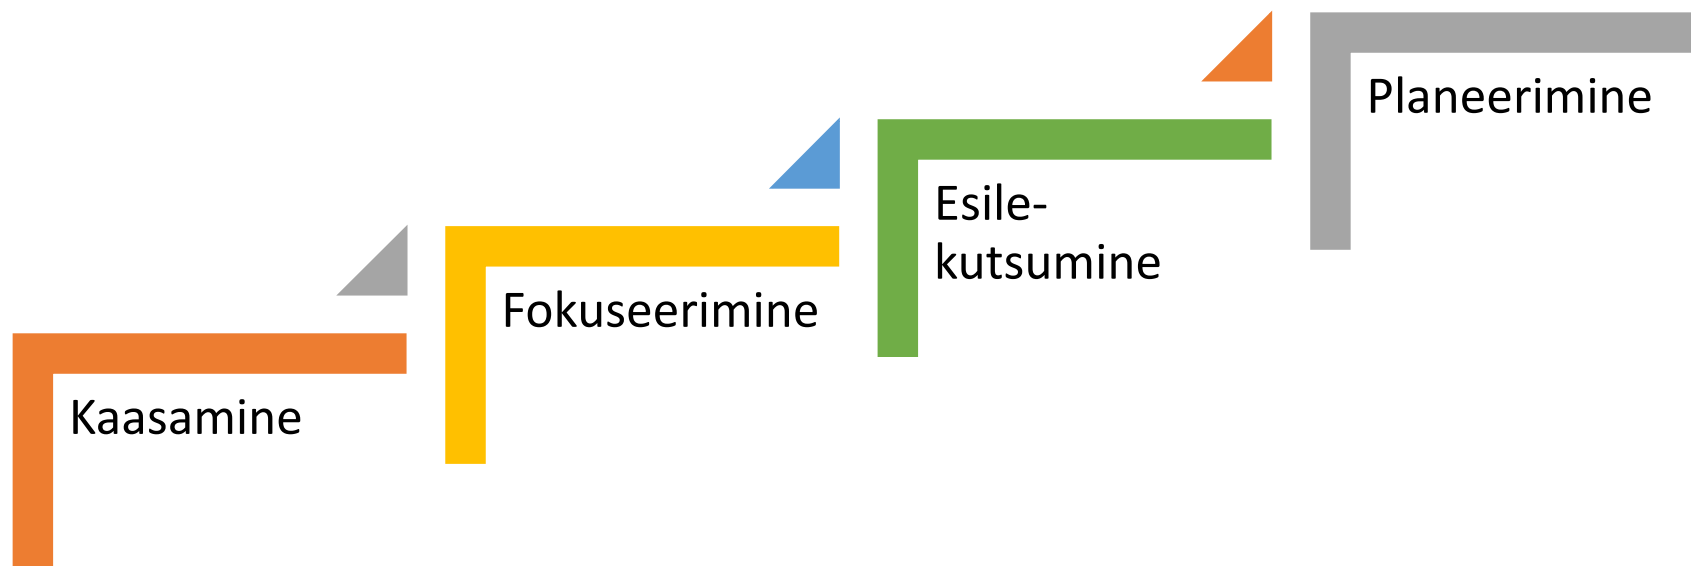 Kaasamine
Fokuseerimine
Esile-
kutsumine
Planeerimine